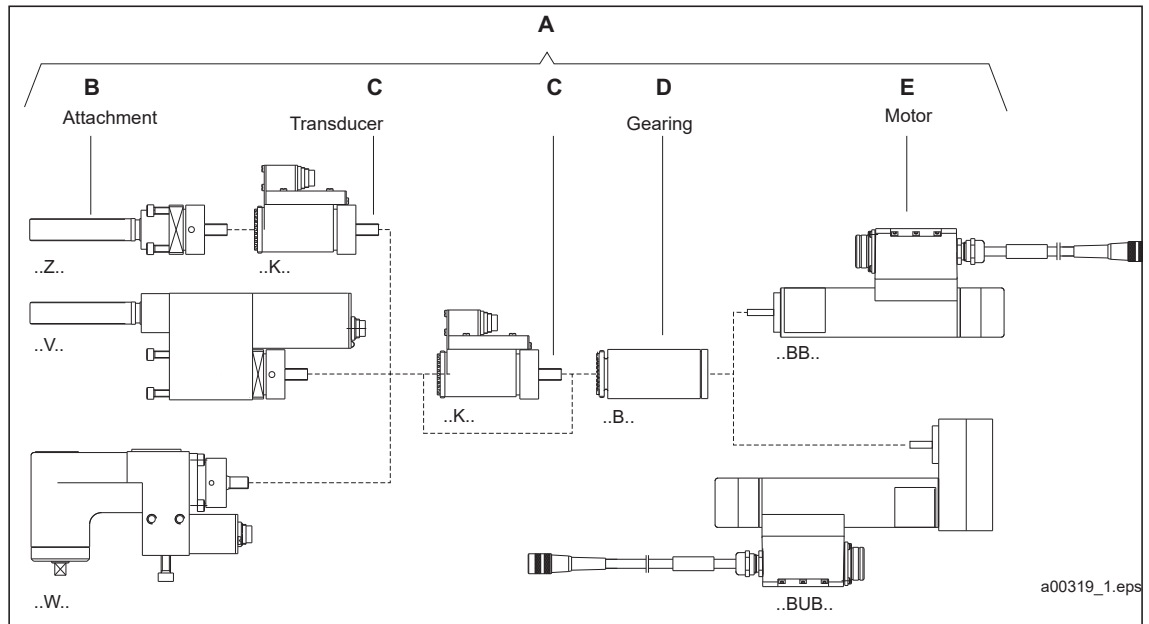 A
B C C D E
Attachment Transducer Gearing Motor
..Z.. ..K..
..V..
..BB..
..K.. ..B..
..W..
..BUB..
a00319_1.eps